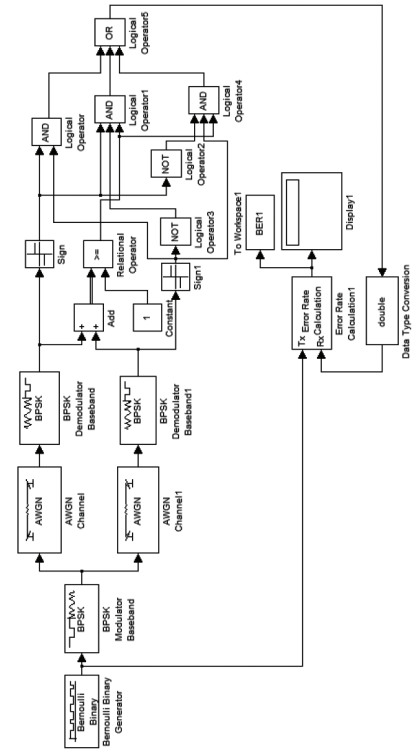 Bernoulli
Binary
Bernoulli Binary
Generator
BPSK
BPSK
Modulator
Baseband
AWGN
AWGN
Channel
AWGN
AWGN
Channel1
BPSK
BPSK
Demodulator
Baseband
BPSK
BPSK
Demodulator
Baseband1
+
+
Add
1
Constant
Sign
Sign1
>=
Relational
Operator
NOT
Logical
Operator3
NOT
Logical
Operator2
AND
Logical
Operator
AND
Logical
Operator1
AND
Logical
Operator4
OR
Logical
Operator5
Tx
Error Rate
Calculation
Rx
Error Rate
Calculation1
To Workspace1
BER1
Display1
double
Data Type Conversion